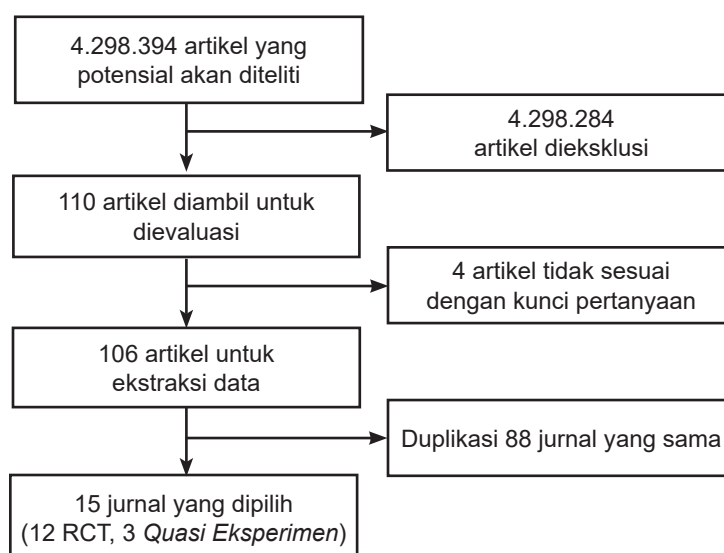 4.298.394 artikel yang
potensial akan diteliti
4.298.284
artikel dieksklusi
110 artikel diambil untuk
dievaluasi
4 artikel tidak sesuai
dengan kunci pertanyaan
106 artikel untuk
ekstraksi data
Duplikasi 88 jurnal yang sama
15 jurnal yang dipilih
(12 RCT, 3 Quasi Eksperimen)